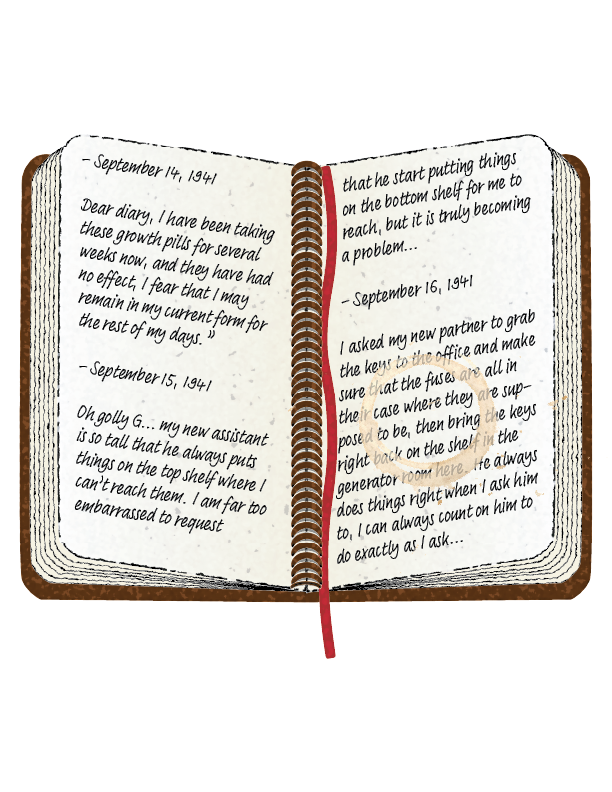 – September 14, 1941
Dear diary, I have been taking
these growth pills for several
weeks now, and they have had
no effect, I fear that I may
remain in my current form for
the rest of my days. ”
– September 15, 1941
Oh golly G... my new assistant
is so tall that he always puts
things on the top shelf where I
can't reach them. I am far too
embarrassed to request
that he start putting things
on the bottom shelf for me to
reach, but it is truly becoming
a problem...
– September 16, 1941
I asked my new partner to grab
the keys to the office and make
sure that the fuses are all in
their case where they are sup–
posed to be, then bring the keys
right back on the shelf in the
generator room here. He always
does things right when I ask him
to, I can always count on him to
do exactly as I ask...